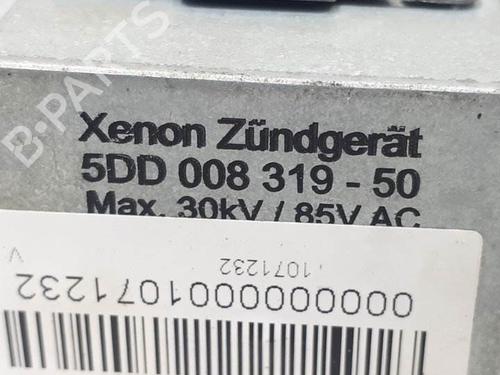 B-PARTS
Xenon Zündgerät
5DD 008 319 - 50
Max. 30kV / 85V AC
1071232
V
0000000001071232